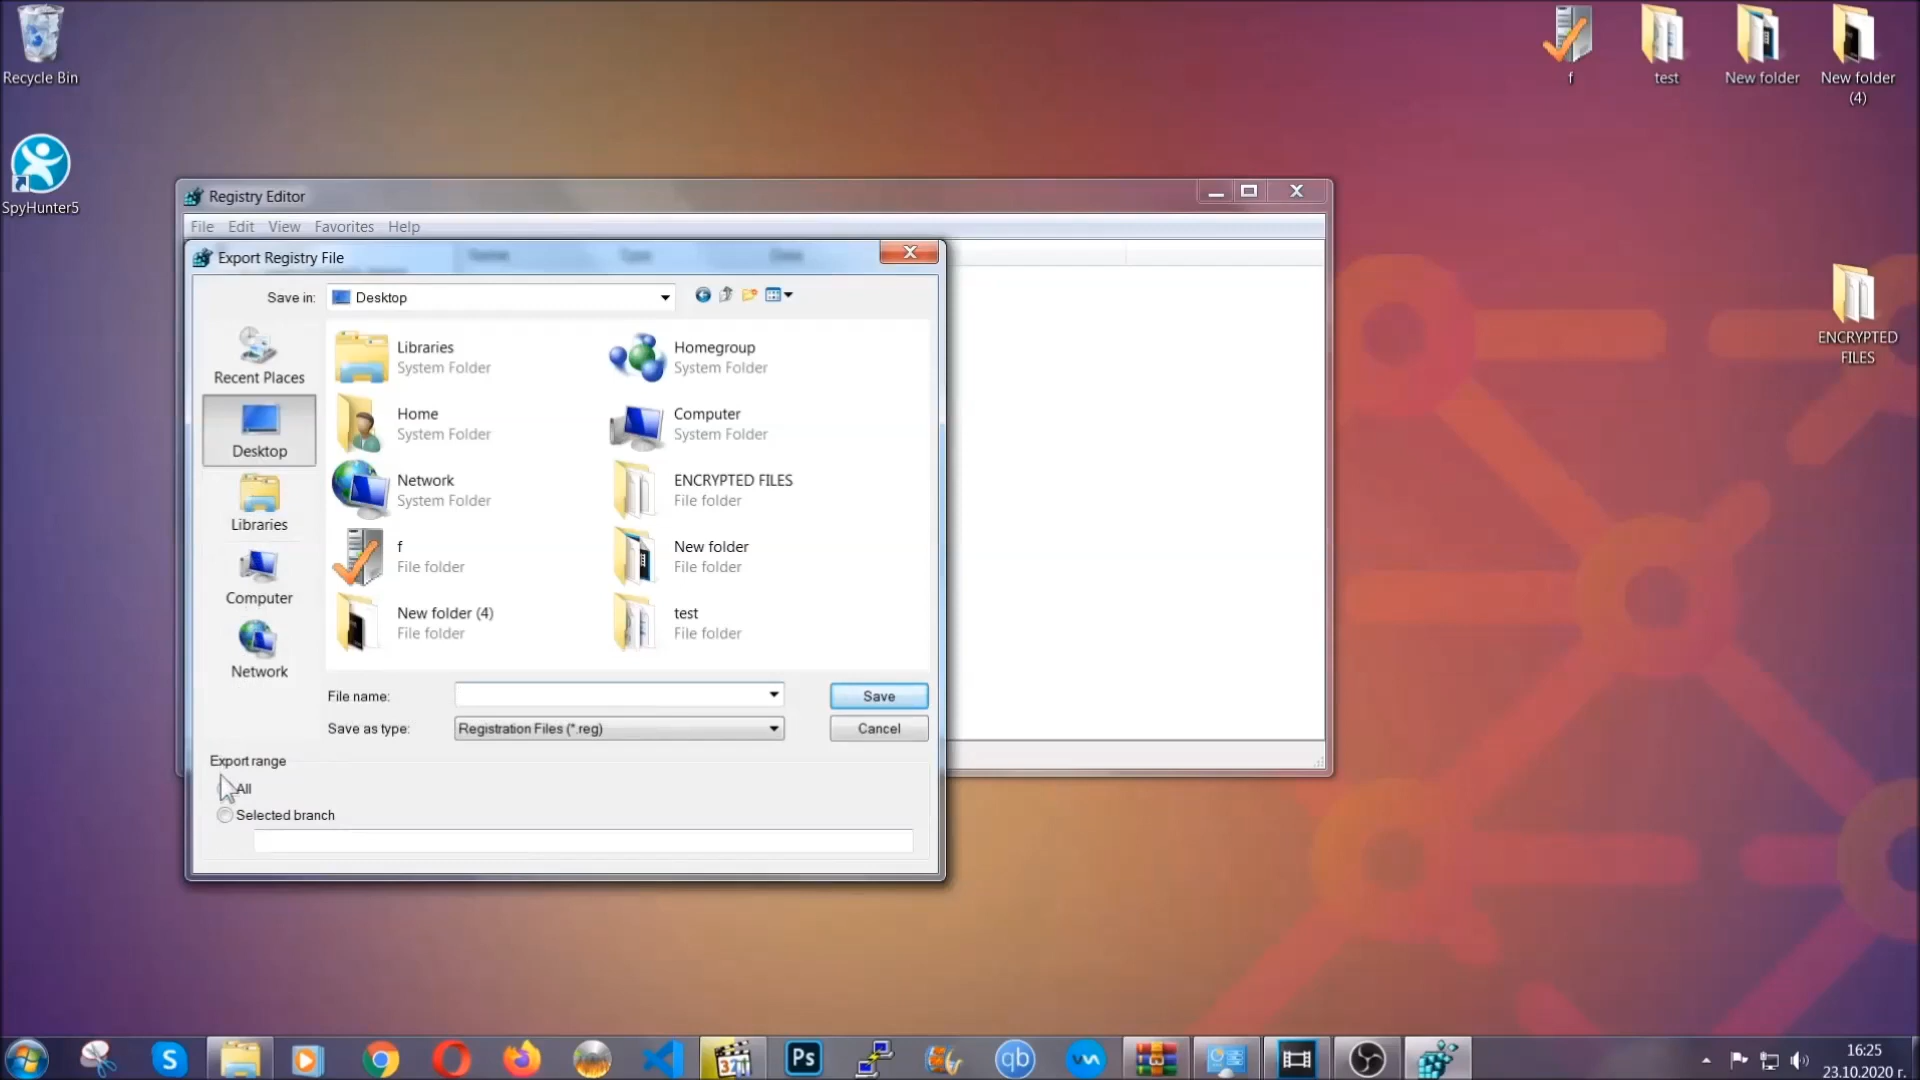 Recycle Bin
SpyHunter5
f
test
New folder
New folder
(4)
ENCRYPTED
FILES
Registry Editor
File Edit View Favorites Help
Export Registry File
Save in:
Desktop
Recent Places
Desktop
Libraries
Computer
Network
Libraries
System Folder
Homegroup
System Folder
Home
System Folder
Computer
System Folder
Network
System Folder
ENCRYPTED FILES
File folder
f
File folder
New folder
File folder
New folder (4)
File folder
test
File folder
File name:
Save
Save as type:
Registration Files (*.reg)
Cancel
Export range
All
Selected branch
S
321
Ps
qb
16:25
23.10.2020 г.